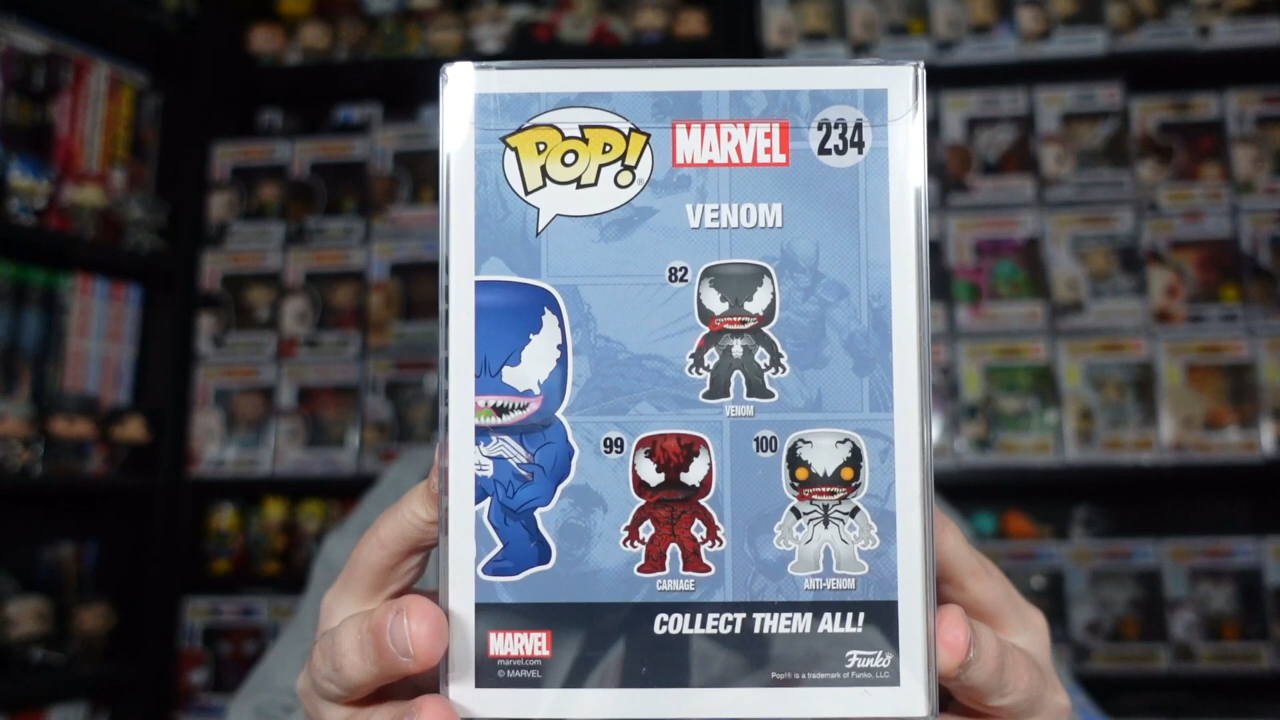 POP!®
MARVEL
234
VENOM
82
VENOM
99
100
CARNAGE
ANTI-VENOM
COLLECT THEM ALL!
MARVEL
marvel.com
© MARVEL
Funko
Pop!® is a trademark of Funko, LLC.